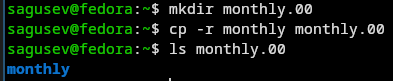 sagusev@fedora:~$ mkdir monthly.00
sagusev@fedora:~$ cp -r monthly monthly.00
sagusev@fedora:~$ ls monthly.00
monthly